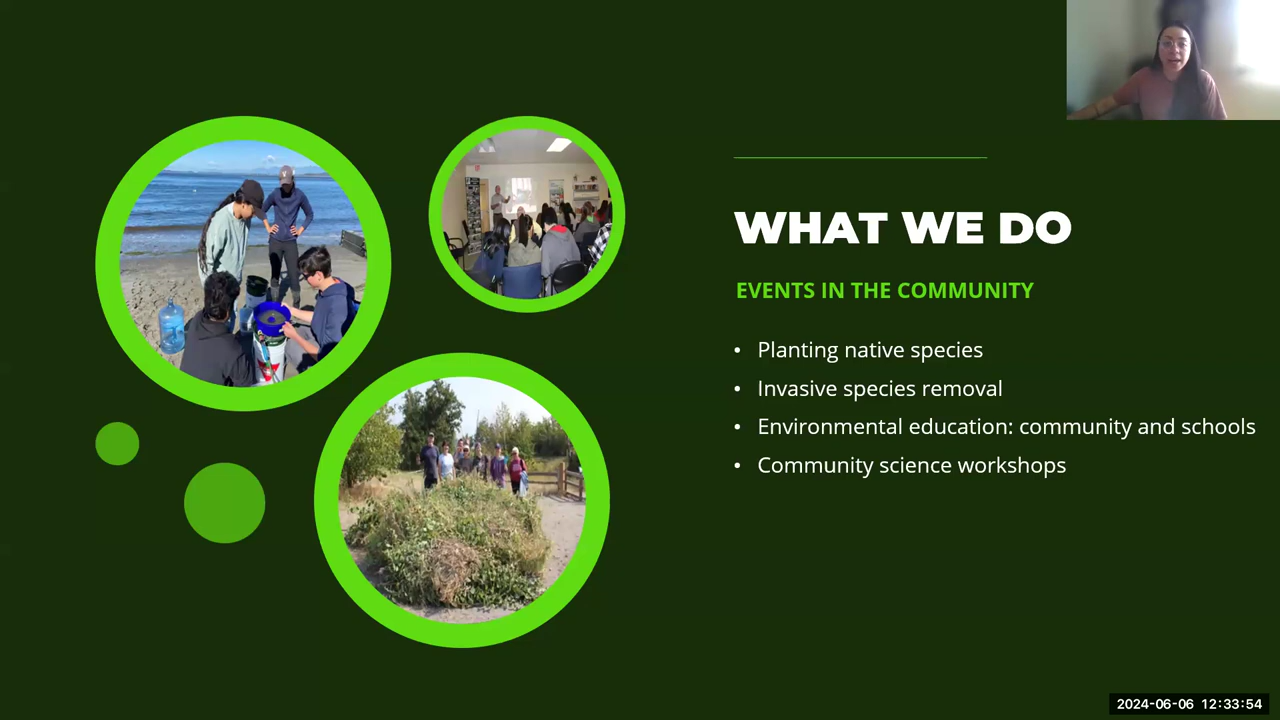 WHAT WE DO
EVENTS IN THE COMMUNITY
• Planting native species
• Invasive species removal
• Environmental education: community and schools
• Community science workshops
2024-06-06 12:33:54